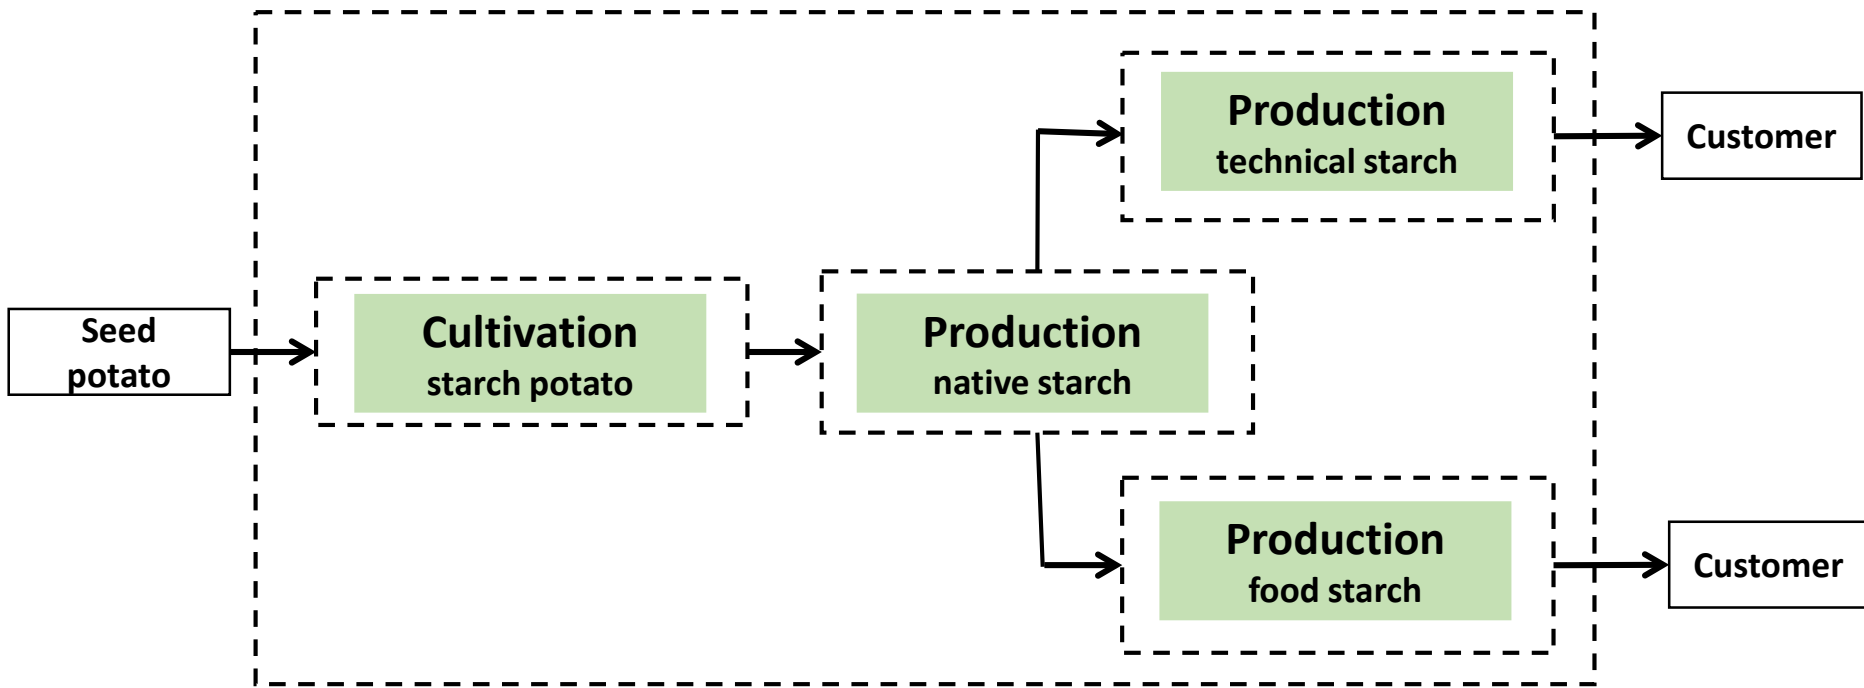 Seed
potato
Cultivation
starch potato
Production
native starch
Production
technical starch
Customer
Production
food starch
Customer